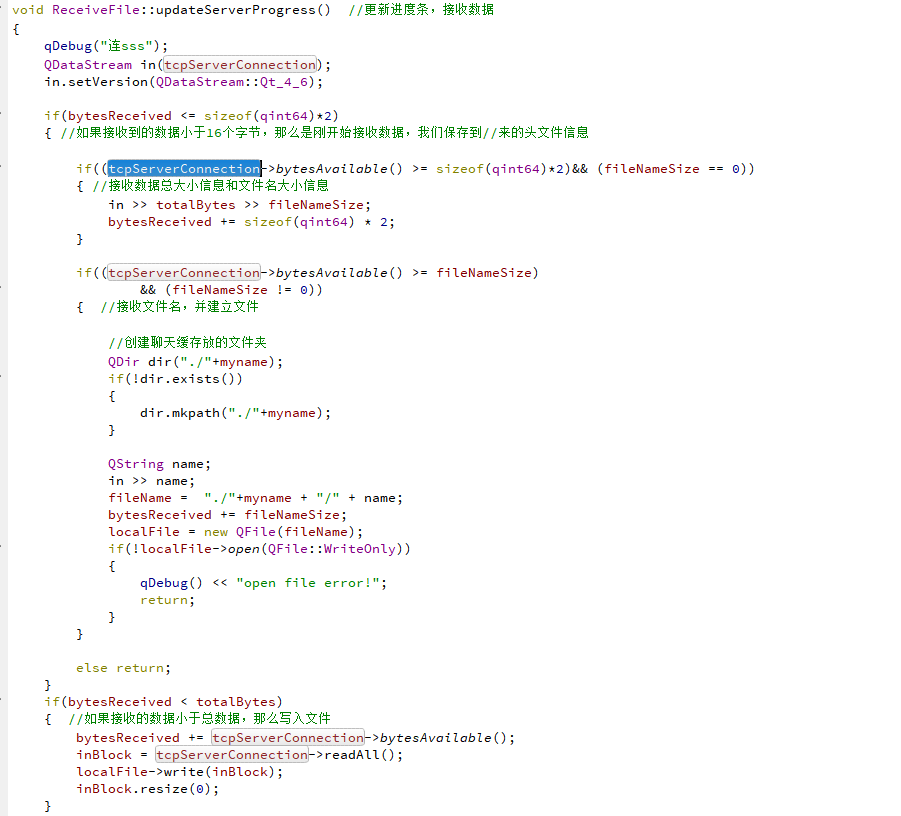 void ReceiveFile::updateServerProgress()  //更新进度条，接收数据
{
    qDebug("连sss");
    QDataStream in(tcpServerConnection);
    in.setVersion(QDataStream::Qt_4_6);
    if(bytesReceived <= sizeof(qint64)*2)
    { //如果接收到的数据小于16个字节，那么是刚开始接收数据，我们保存到//来的头文件信息
        if((tcpServerConnection->bytesAvailable() >= sizeof(qint64)*2)&& (fileNameSize == 0))
        { //接收数据总大小信息和文件名大小信息
            in >> totalBytes >> fileNameSize;
            bytesReceived += sizeof(qint64) * 2;
        }
        if((tcpServerConnection->bytesAvailable() >= fileNameSize)
                && (fileNameSize != 0))
        {  //接收文件名，并建立文件
            //创建聊天缓存放的文件夹
            QDir dir("./"+myname);
            if(!dir.exists())
            {
                dir.mkpath("./"+myname);
            }
            QString name;
            in >> name;
            fileName =  "./"+myname + "/" + name;
            bytesReceived += fileNameSize;
            localFile = new QFile(fileName);
            if(!localFile->open(QFile::WriteOnly))
            {
                qDebug() << "open file error!";
                return;
            }
        }
        else return;
    }
    if(bytesReceived < totalBytes)
    {  //如果接收的数据小于总数据，那么写入文件
        bytesReceived += tcpServerConnection->bytesAvailable();
        inBlock = tcpServerConnection->readAll();
        localFile->write(inBlock);
        inBlock.resize(0);
    }